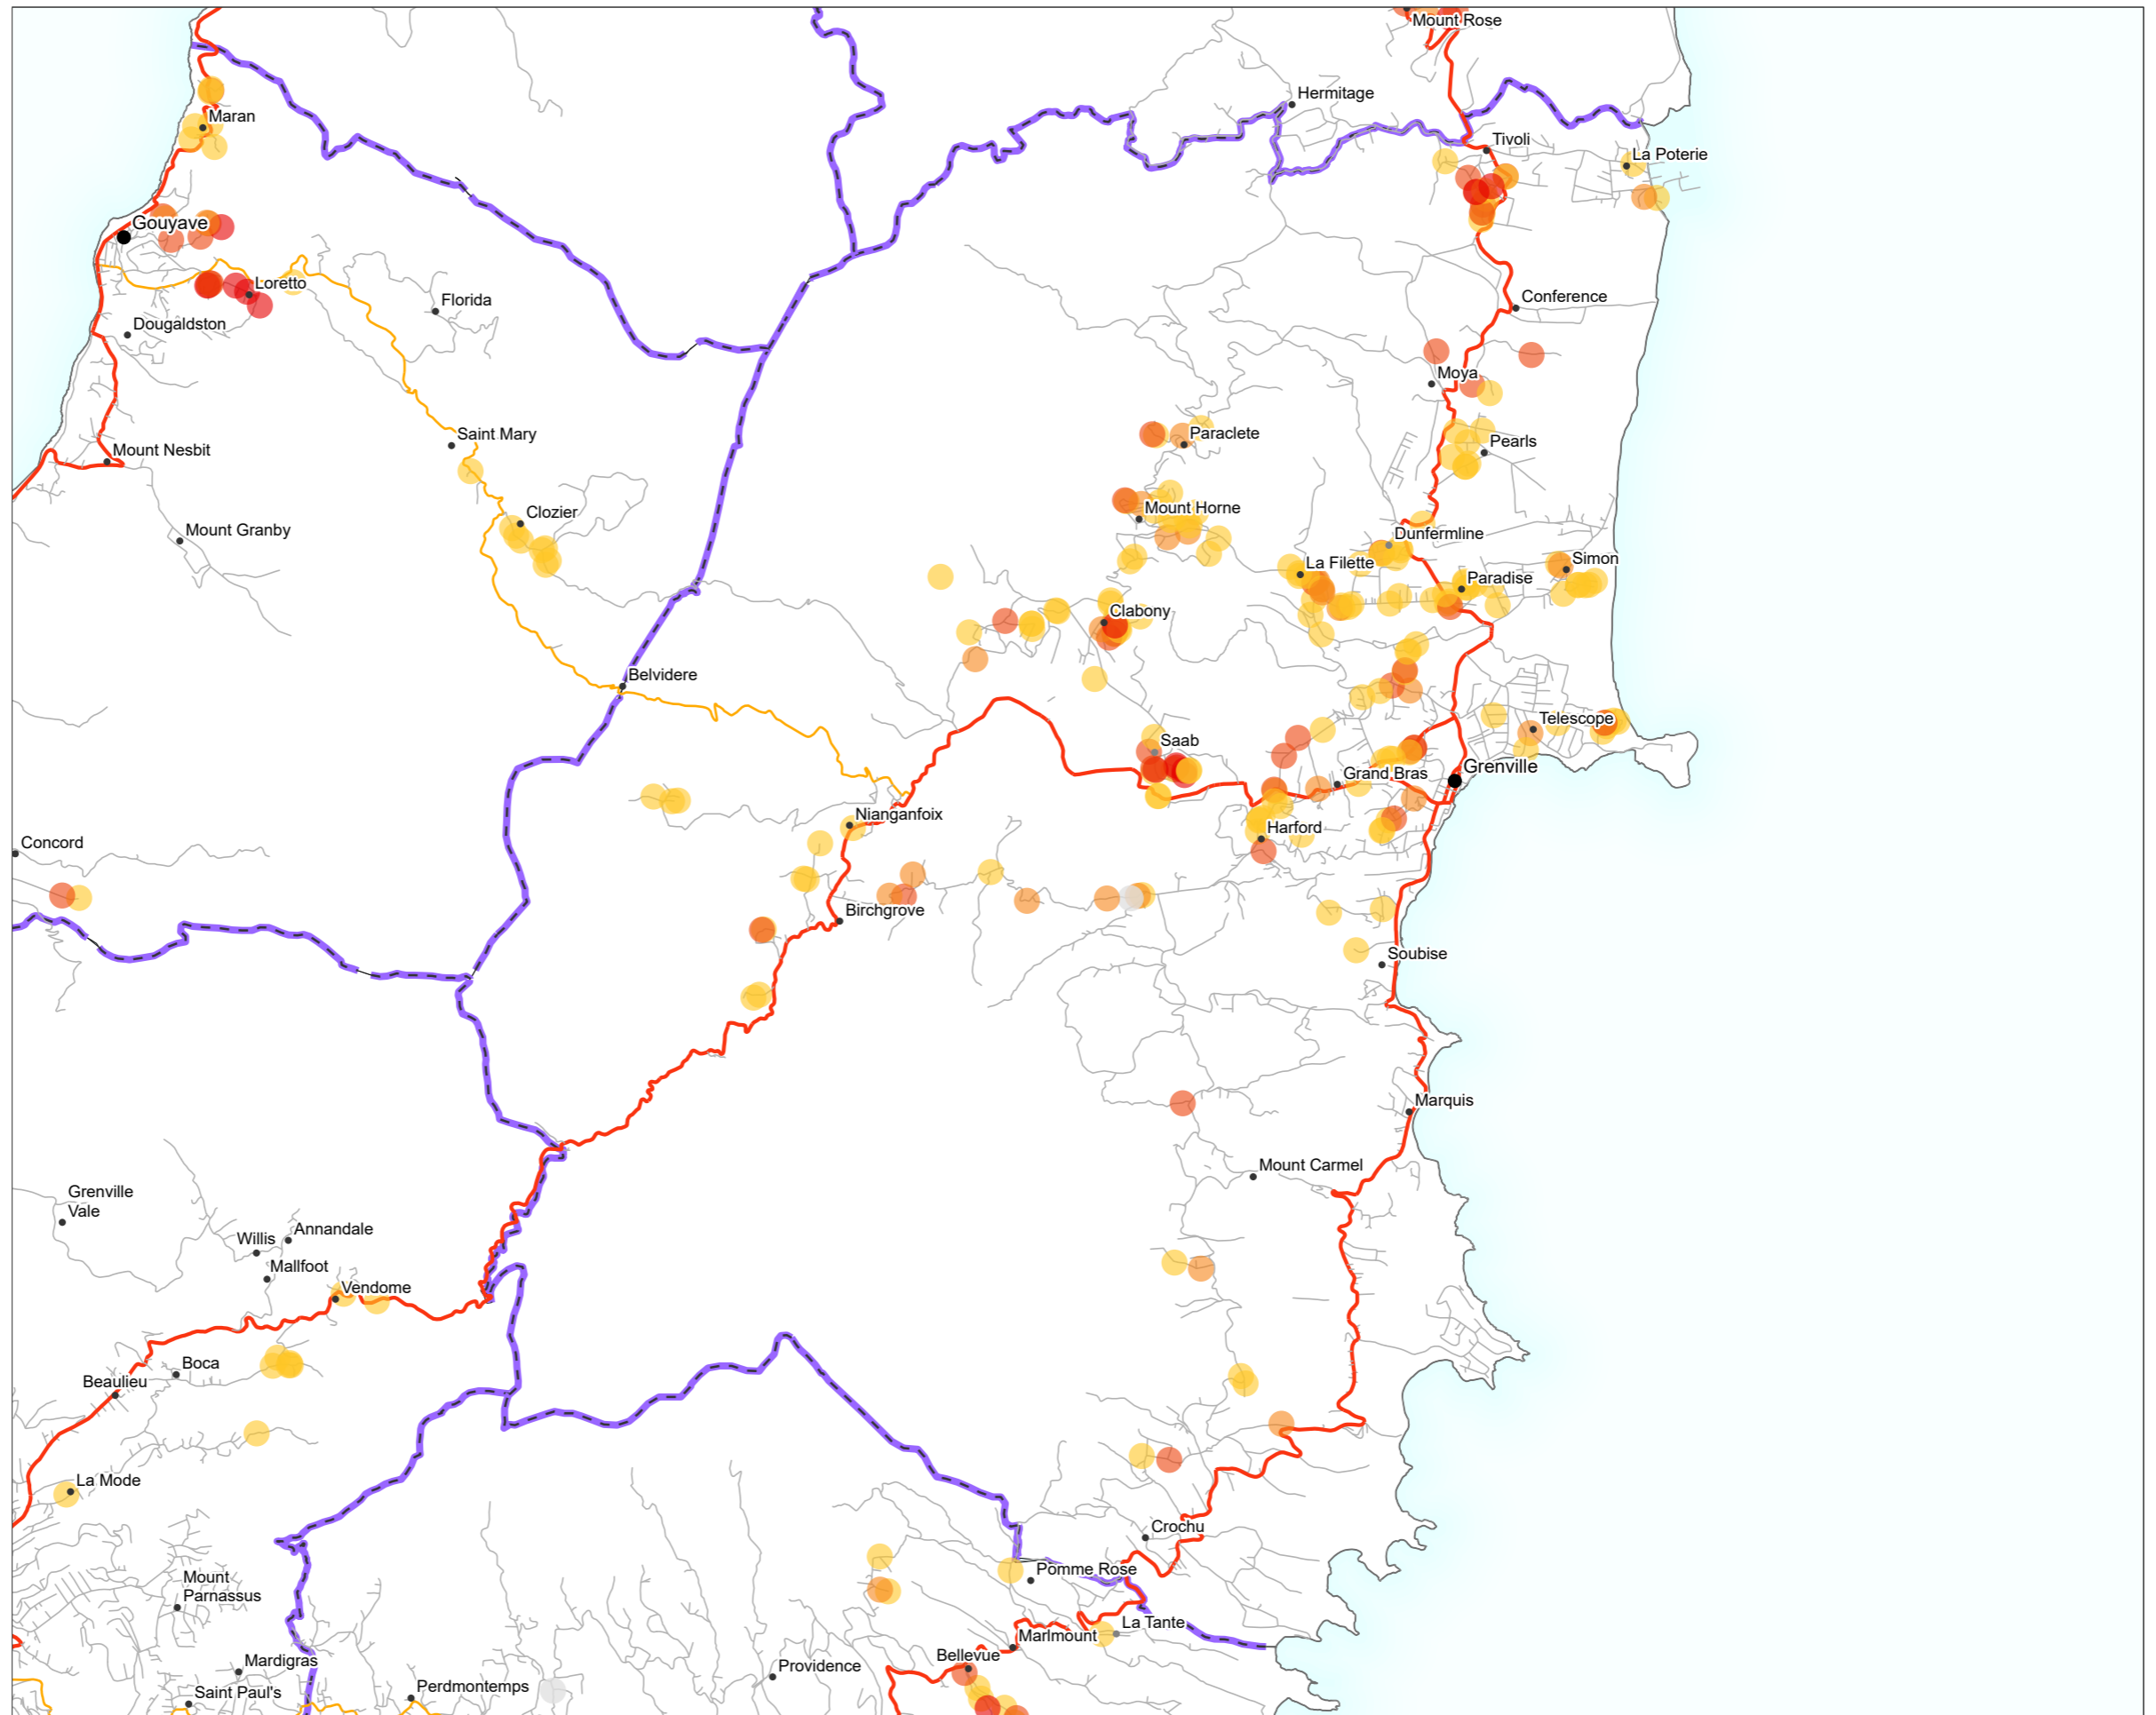 Mount Rose
Hermitage
Maran
Tivoli
La Poterie
Gouyave
Loretto
Florida
Conference
Dougaldston
Moya
Saint Mary
Paraclete
Pearls
Mount Nesbit
Clozier
Mount Horne
Mount Granby
Dunfermline
La Filette
Simon
Paradise
Clabony
Belvidere
Telescope
Saab
Grand Bras
Grenville
Nianganfoix
Harford
Concord
Birchgrove
Soubise
Marquis
Mount Carmel
Grenville
Vale
Annandale
Willis
Mallfoot
Vendome
Boca
Beaulieu
La Mode
Crochu
Pomme Rose
Mount
Parnassus
La Tante
Marlmount
Bellevue
Mardigras
Providence
Perdmontemps
Saint Paul's